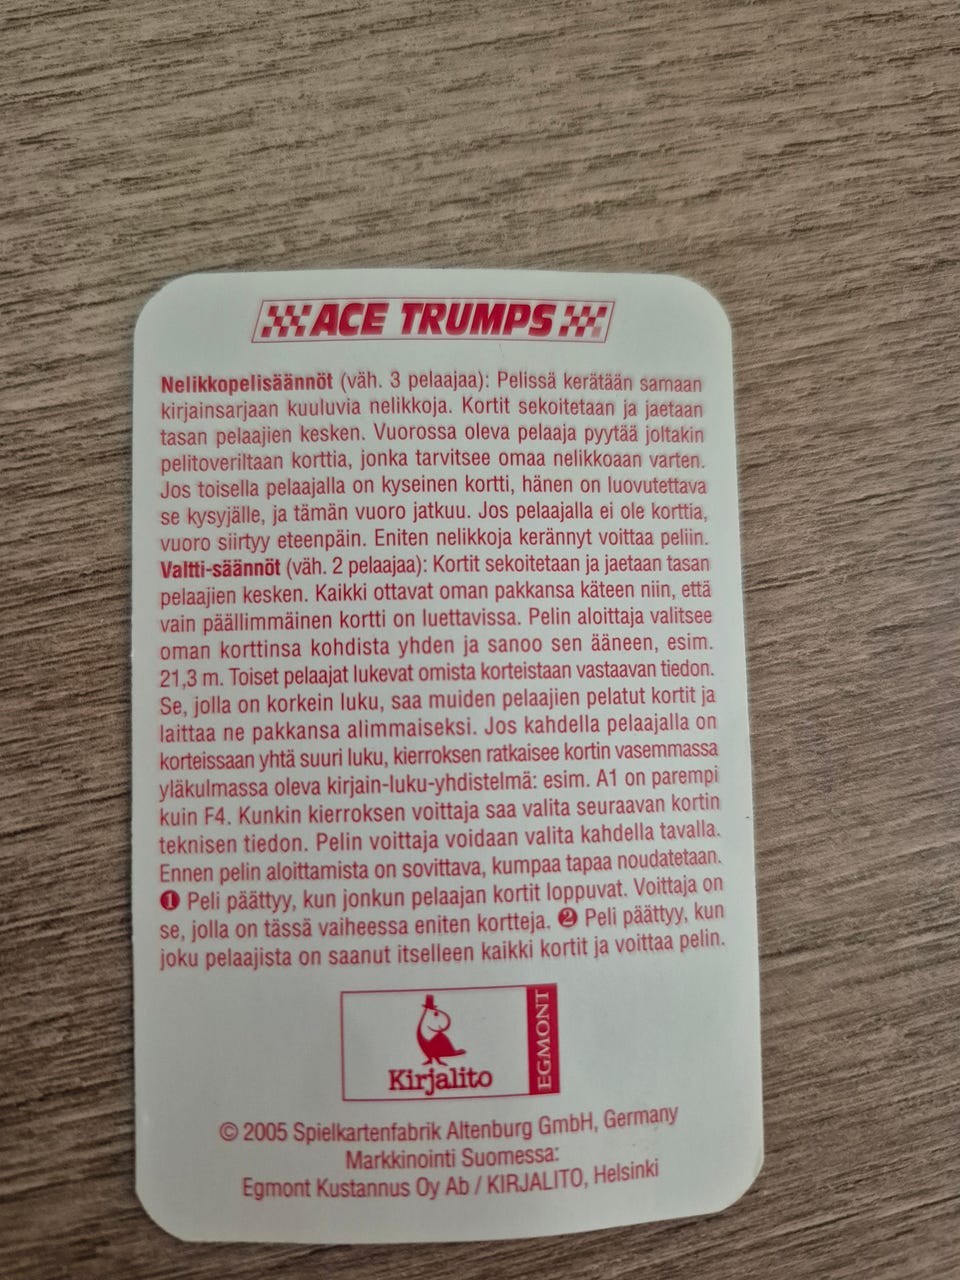 ACE TRUMPS
Nelikkopelisäännöt (väh. 3 pelaajaa): Pelissä kerätään samaan
kirjainsarjaan kuuluvia nelikkoja. Kortit sekoitetaan ja jaetaan
tasan pelaajien kesken. Vuorossa oleva pelaaja pyytää joltakin
pelitoveriltaan korttia, jonka tarvitsee omaa nelikkoaan varten.
Jos toisella pelaajalla on kyseinen kortti, hänen on luovutettava
se kysyjälle, ja tämän vuoro jatkuu. Jos pelaajalla ei ole korttia,
vuoro siirtyy eteenpäin. Eniten nelikkoja kerännyt voittaa peliin.
Valtti-säännöt (väh. 2 pelaajaa): Kortit sekoitetaan ja jaetaan tasan
pelaajien kesken. Kaikki ottavat oman pakkansa käteen niin, että
vain päällimmäinen kortti on luettavissa. Pelin aloittaja valitsee
oman korttinsa kohdista yhden ja sanoo sen ääneen, esim.
21,3 m. Toiset pelaajat lukevat omista korteistaan vastaavan tiedon.
Se, jolla on korkein luku, saa muiden pelaajien pelatut kortit ja
laittaa ne pakkansa alimmaiseksi. Jos kahdella pelaajalla on
korteissaan yhtä suuri luku, kierroksen ratkaisee kortin vasemmassa
yläkulmassa oleva kirjain-luku-yhdistelmä: esim. A1 on parempi
kuin F4. Kunkin kierroksen voittaja saa valita seuraavan kortin
teknisen tiedon. Pelin voittaja voidaan valita kahdella tavalla.
Ennen pelin aloittamista on sovittava, kumpaa tapaa noudatetaan.
❶ Peli päättyy, kun jonkun pelaajan kortit loppuvat. Voittaja on
se, jolla on tässä vaiheessa eniten kortteja. ❷ Peli päättyy, kun
joku pelaajista on saanut itselleen kaikki kortit ja voittaa pelin.
Kirjalito
EGMONT
© 2005 Spielkartenfabrik Altenburg GmbH, Germany
Markkinointi Suomessa:
Egmont Kustannus Oy Ab / KIRJALITO, Helsinki